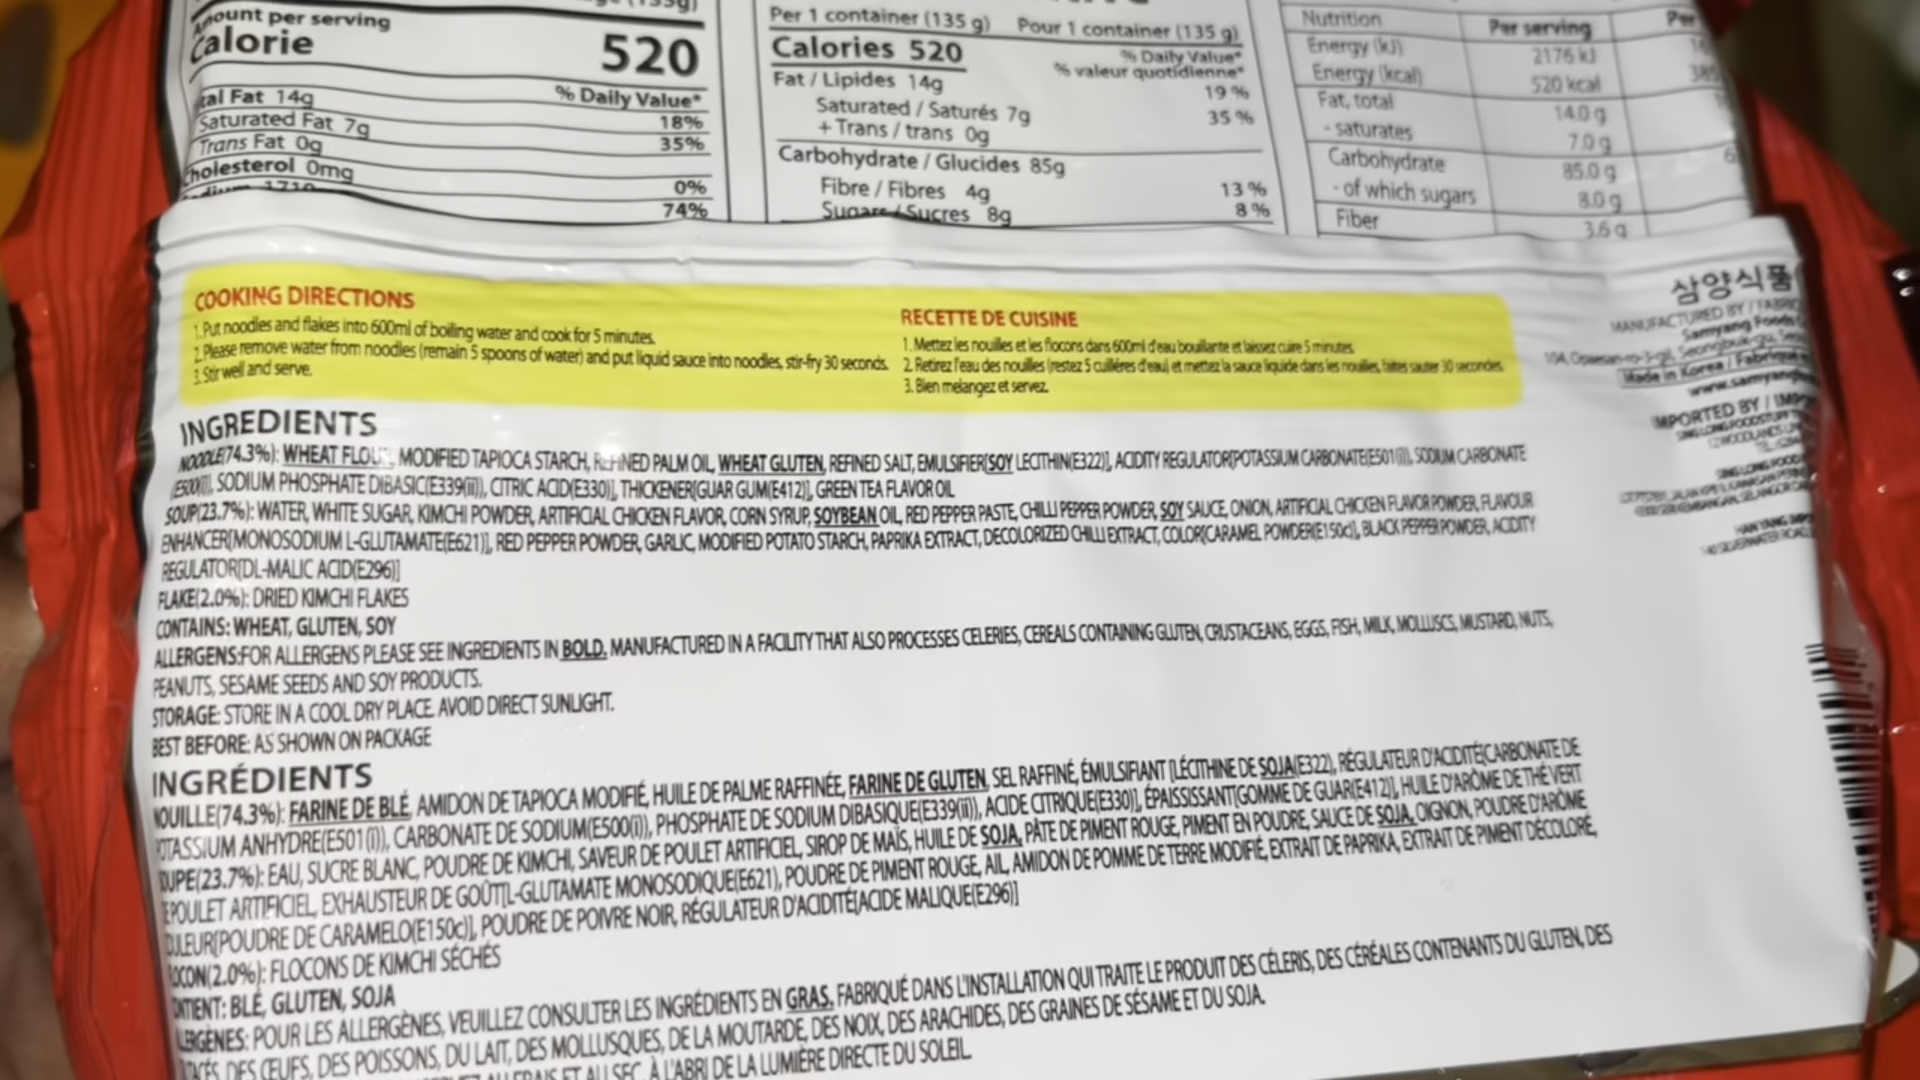 Amount per serving
Calorie 520
% Daily Value*
Total Fat 14g 18%
Saturated Fat 7g 35%
Trans Fat 0g
Cholesterol 0mg 0%
74%
Per 1 container (135 g) Pour 1 container (135 g)
Calories 520
% Daily Value*
% valeur quotidienne*
Fat / Lipides 14g 19 %
Saturated / Saturés 7g 35 %
+ Trans / trans 0g
Carbohydrate / Glucides 85g
Fibre / Fibres 4g 13 %
Sugars / Sucres 8g 8 %
Nutrition Per serving Per
Energy (kJ) 2176 kJ
Energy (kcal) 520 kcal
Fat, total 14.0 g
- saturates 7.0 g
Carbohydrate 85.0 g
- of which sugars 8.0 g
Fiber 3.6 g
COOKING DIRECTIONS
1. Put noodles and flakes into 600ml of boiling water and cook for 5 minutes.
2. Please remove water from noodles (remain 5 spoons of water) and put liquid sauce into noodles, stir-fry 30 seconds.
3. Stir well and serve.
RECETTE DE CUISINE
1. Mettez les nouilles et les flocons dans 600ml d'eau bouillante et laissez cuire 5 minutes.
2. Retirez l'eau des nouilles (restez 5 cuilléres d'eau) et mettez la sauce liquide dans les nouilles, faites sauter 30 secondes.
3. Bien melangez et servez.
INGREDIENTS
NOODLE(74.3%): WHEAT FLOUR, MODIFIED TAPIOCA STARCH, REFINED PALM OIL, WHEAT GLUTEN, REFINED SALT, EMULSIFIER[SOY LECITHIN(E322)], ACIDITY REGULATOR[POTASSIUM CARBONATE(E501(i)), SODIUM CARBONATE
(E500(i)), SODIUM PHOSPHATE DIBASIC(E339(ii)), CITRIC ACID(E330)], THICKENER[GUAR GUM(E412)], GREEN TEA FLAVOR OIL
SOUP(23.7%): WATER, WHITE SUGAR, KIMCHI POWDER, ARTIFICIAL CHICKEN FLAVOR, CORN SYRUP, SOYBEAN OIL, RED PEPPER PASTE, CHILLI PEPPER POWDER, SOY SAUCE, ONION, ARTIFICIAL CHICKEN FLAVOR POWDER, FLAVOUR
ENHANCER[MONOSODIUM L-GLUTAMATE(E621)], RED PEPPER POWDER, GARLIC, MODIFIED POTATO STARCH, PAPRIKA EXTRACT, DECOLORIZED CHILLI EXTRACT, COLOR[CARAMEL POWDER(E150c)], BLACK PEPPER POWDER, ACIDITY
REGULATOR[DL-MALIC ACID(E296)]
FLAKE(2.0%): DRIED KIMCHI FLAKES
CONTAINS: WHEAT, GLUTEN, SOY
ALLERGENS:FOR ALLERGENS PLEASE SEE INGREDIENTS IN BOLD. MANUFACTURED IN A FACILITY THAT ALSO PROCESSES CELERIES, CEREALS CONTAINING GLUTEN, CRUSTACEANS, EGGS, FISH, MILK, MOLLUSCS, MUSTARD, NUTS,
PEANUTS, SESAME SEEDS AND SOY PRODUCTS.
STORAGE: STORE IN A COOL DRY PLACE. AVOID DIRECT SUNLIGHT.
BEST BEFORE: AS SHOWN ON PACKAGE
INGRÉDIENTS
NOUILLE(74.3%): FARINE DE BLÉ, AMIDON DE TAPIOCA MODIFIÉ, HUILE DE PALME RAFFINÉE, FARINE DE GLUTEN, SEL RAFFINÉ, ÉMULSIFIANT [LÉCITHINE DE SOJA(E322), RÉGULATEUR D'ACIDITÉ[CARBONATE DE
POTASSIUM ANHYDRE(E501(i)), CARBONATE DE SODIUM(E500(i)), PHOSPHATE DE SODIUM DIBASIQUE(E339(ii)), ACIDE CITRIQUE(E330)], ÉPAISSISSANT[GOMME DE GUAR(E412)], HUILE D'ARÔME DE THÉ VERT
SOUPE(23.7%): EAU, SUCRE BLANC, POUDRE DE KIMCHI, SAVEUR DE POULET ARTIFICIEL, SIROP DE MAÏS, HUILE DE SOJA, PÂTE DE PIMENT ROUGE, PIMENT EN POUDRE, SAUCE DE SOJA, OIGNON, POUDRE D'ARÔME
DE POULET ARTIFICIEL, EXHAUSTEUR DE GOÛT[L-GLUTAMATE MONOSODIQUE(E621), POUDRE DE PIMENT ROUGE, AIL, AMIDON DE POMME DE TERRE MODIFIÉ, EXTRAIT DE PAPRIKA, EXTRAIT DE PIMENT DÉCOLORÉ,
COULEUR[POUDRE DE CARAMELO(E150c)], POUDRE DE POIVRE NOIR, RÉGULATEUR D'ACIDITÉ[ACIDE MALIQUE(E296)]
FLOCON(2.0%): FLOCONS DE KIMCHI SÉCHÉS
CONTIENT: BLÉ, GLUTEN, SOJA
ALLERGÈNES: POUR LES ALLERGÈNES, VEUILLEZ CONSULTER LES INGRÉDIENTS EN GRAS. FABRIQUÉ DANS L'INSTALLATION QUI TRAITE LE PRODUIT DES CÉLERIS, DES CÉRÉALES CONTENANTS DU GLUTEN, DES
DES ŒUFS, DES POISSONS, DU LAIT, DES MOLLUSQUES, DE LA MOUTARDE, DES NOIX, DES ARACHIDES, DES GRAINES DE SÉSAME ET DU SOJA.
AU FRAIS ET AU SEC, À L'ABRI DE LA LUMIÈRE DIRECTE DU SOLEIL.
삼양식품
MANUFACTURED BY /
Samyang Foods
Made in Korea /
IMPORTED BY /